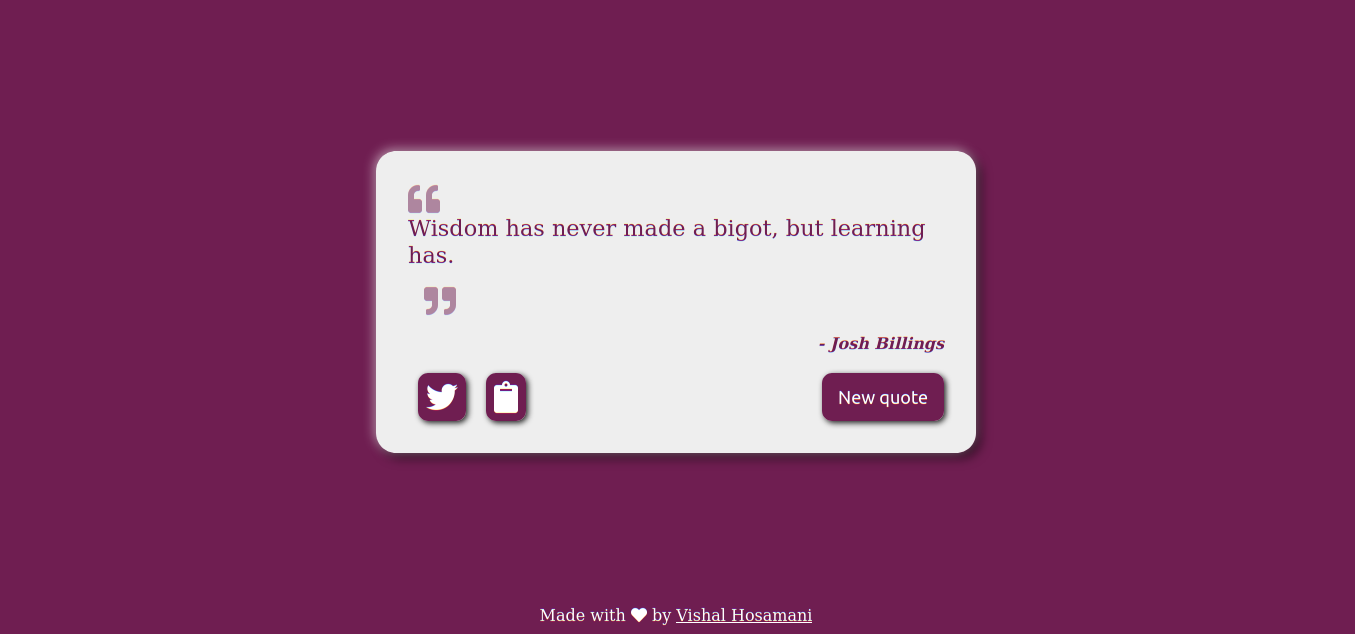 Wisdom has never made a bigot, but learning
has.
- Josh Billings
New quote
Made with ♥ by Vishal Hosamani